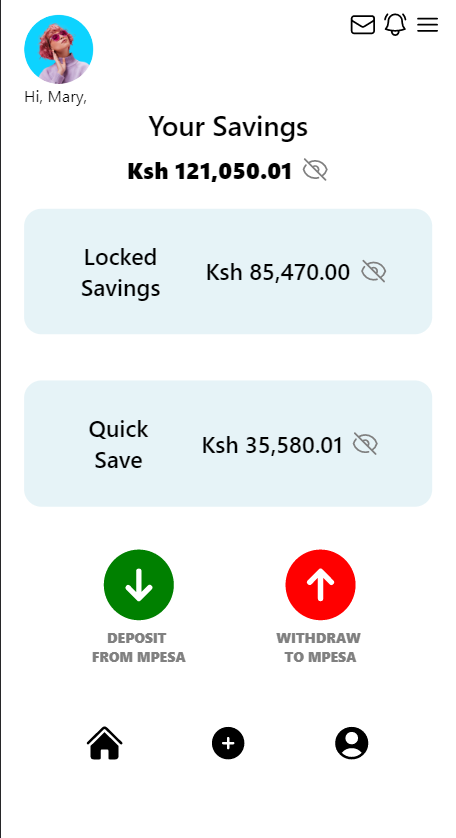 Hi, Mary,
Your Savings
Ksh 121,050.01
Locked
Savings
Ksh 85,470.00
Quick
Save
Ksh 35,580.01
DEPOSIT
FROM MPESA
WITHDRAW
TO MPESA